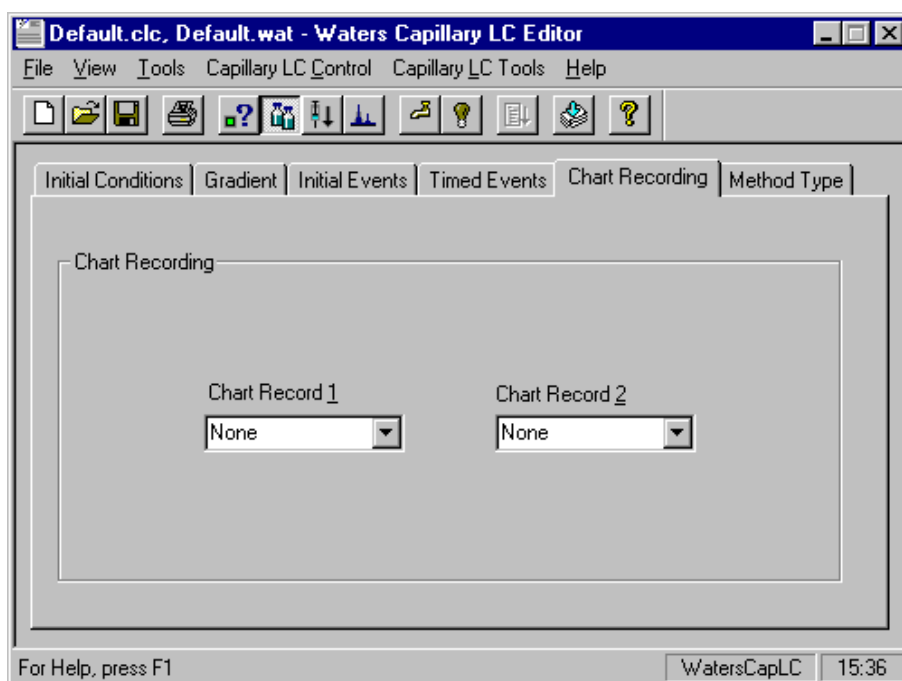 Default.clc, Default.wat - Waters Capillary LC Editor
File View Tools Capillary LC Control Capillary LC Tools Help
Initial Conditions Gradient Initial Events Timed Events Chart Recording Method Type
Chart Recording
Chart Record 1 Chart Record 2
None None
For Help, press F1 WatersCapLC 15:36